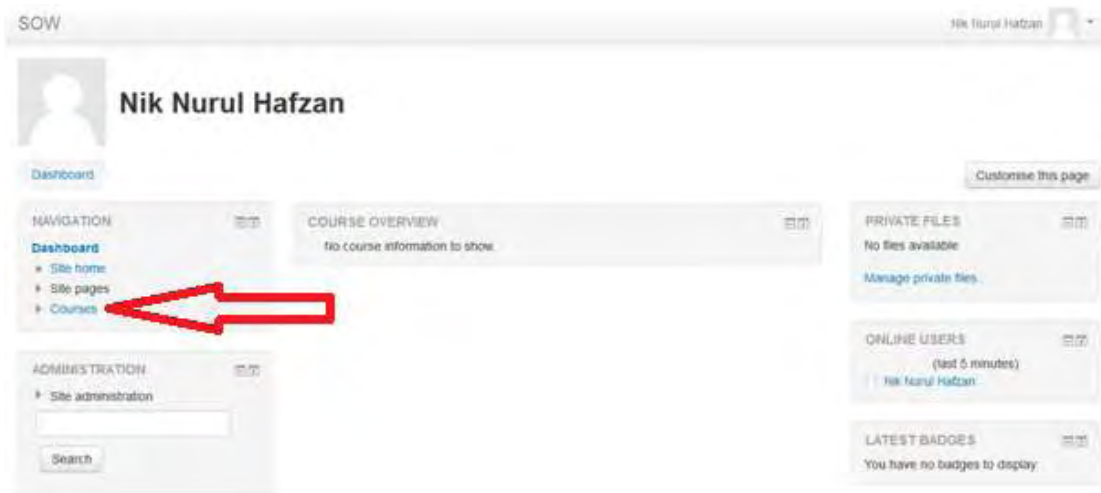 SOW
Nik Nurul Hafzan
Nik Nurul Hafzan
Dashboard
Customise this page
NAVIGATION
Dashboard
Site home
Site pages
Courses
ADMINISTRATION
Site administration
Search
COURSE OVERVIEW
No course information to show.
PRIVATE FILES
No files available
Manage private files...
ONLINE USERS
(last 5 minutes)
Nik Nurul Hafzan
LATEST BADGES
You have no badges to display